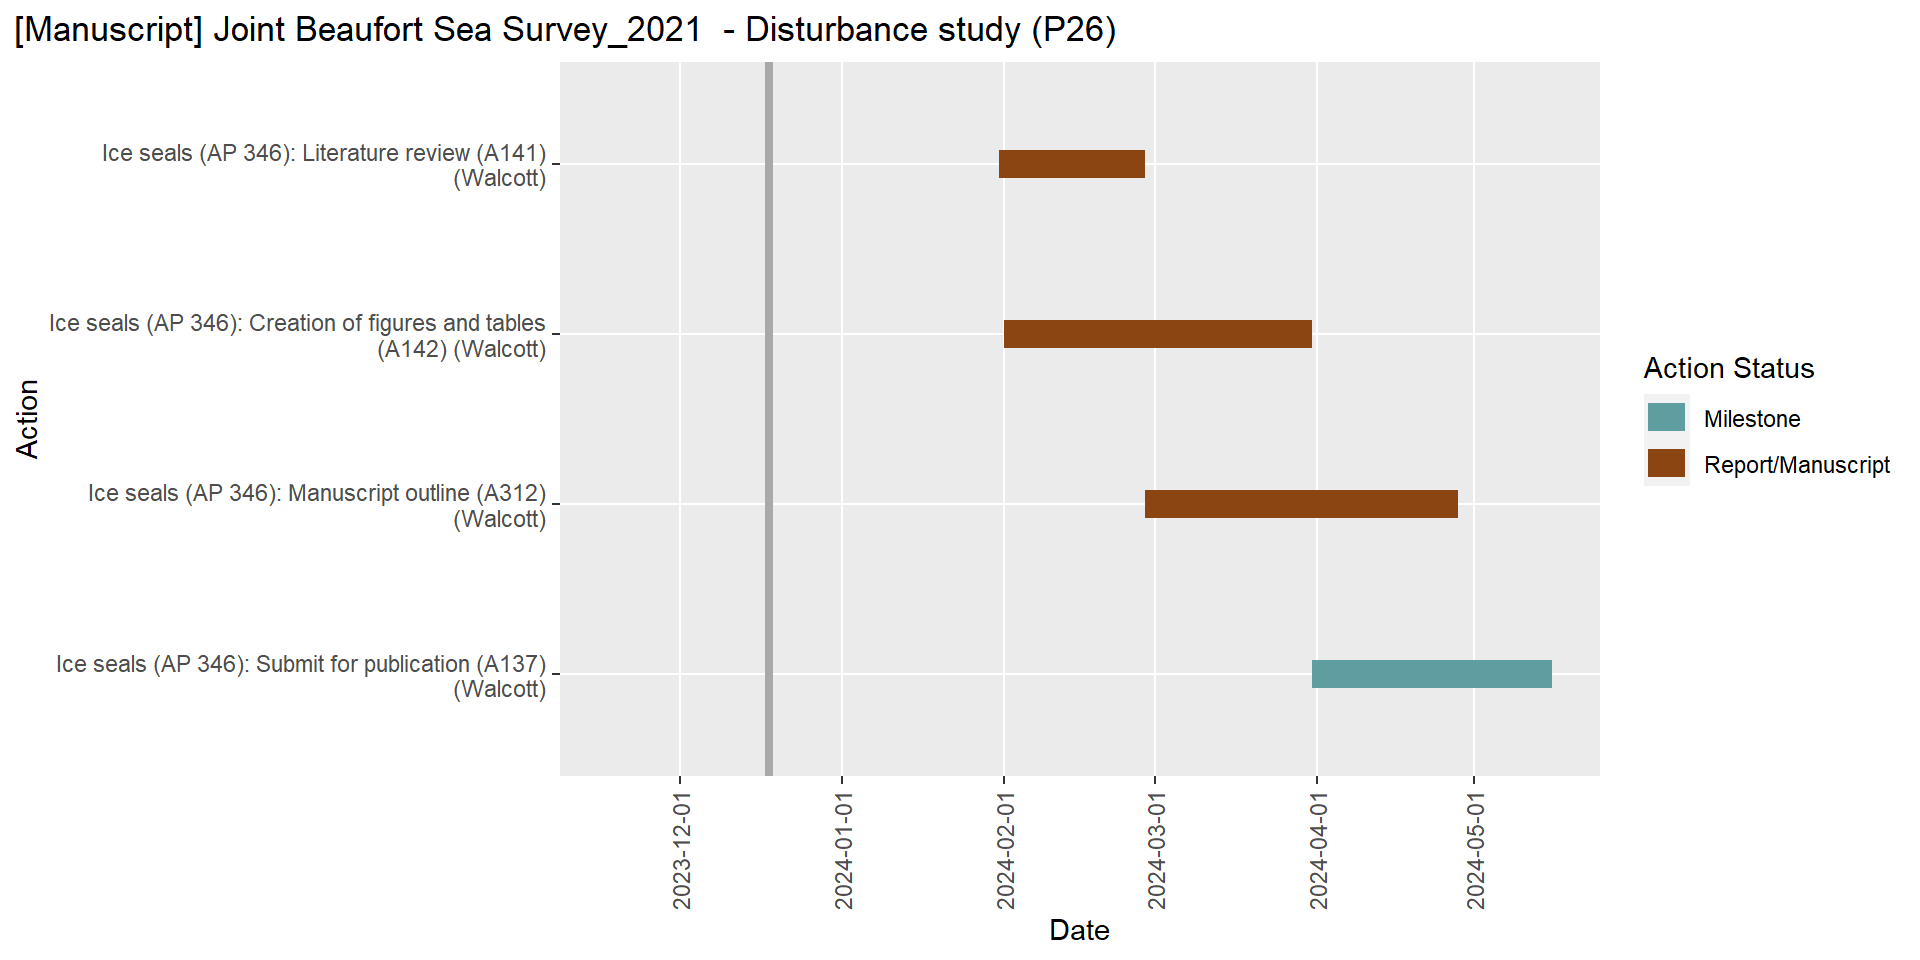 [Manuscript] Joint Beaufort Sea Survey_2021  - Disturbance study (P26)
Ice seals (AP 346): Literature review (A141)
(Walcott)
Ice seals (AP 346): Creation of figures and tables
(A142) (Walcott)
Ice seals (AP 346): Manuscript outline (A312)
(Walcott)
Ice seals (AP 346): Submit for publication (A137)
(Walcott)
Action
2023-12-01
2024-01-01
2024-02-01
2024-03-01
2024-04-01
2024-05-01
Date
Action Status
Milestone
Report/Manuscript